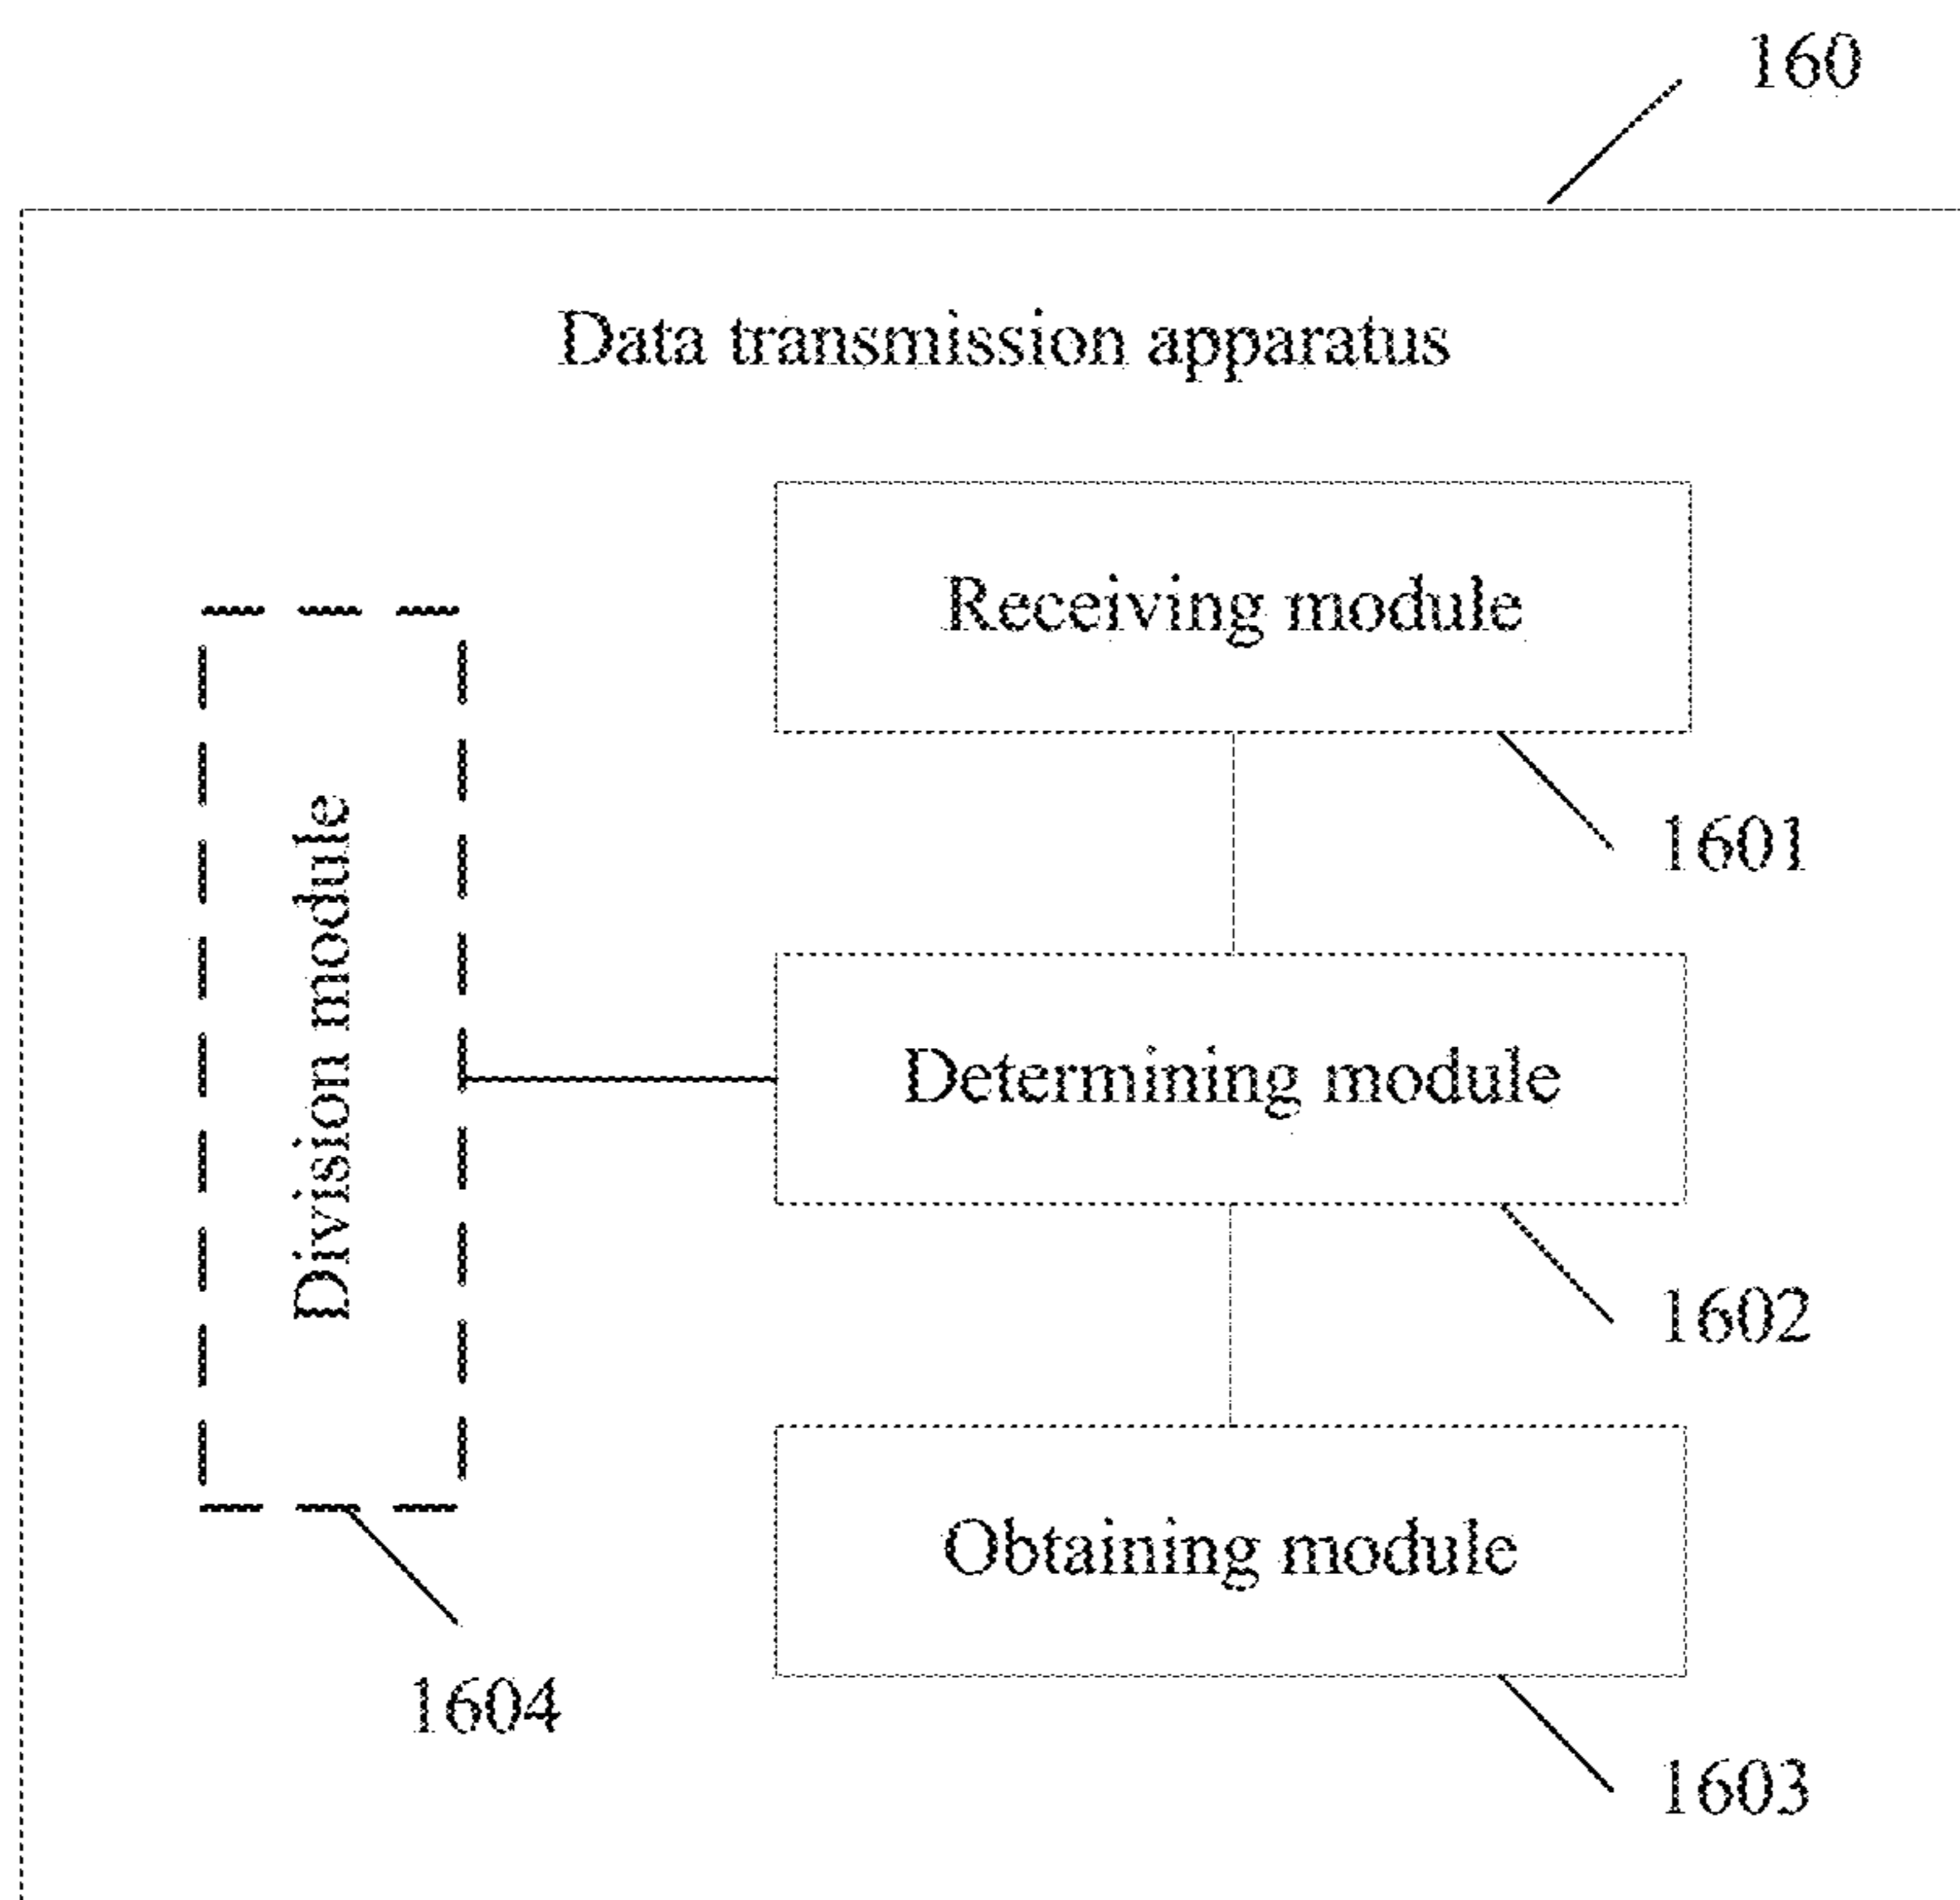 160
Data transmission apparatus
Receiving module
1601
Division module
Determining module
1602
Obtaining module
1604
1603